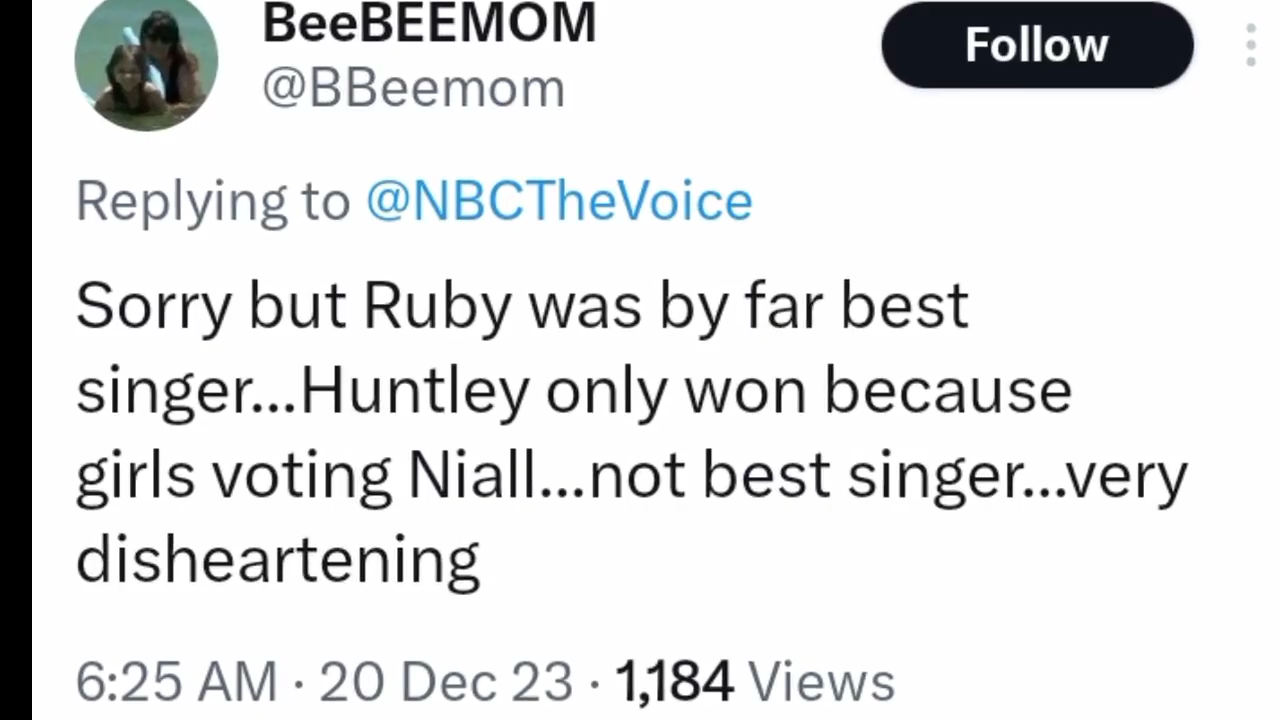 BeeBEEMOM
Follow
@BBeemom
Replying to @NBCTheVoice
Sorry but Ruby was by far best
singer...Huntley only won because
girls voting Niall...not best singer...very
disheartening
6:25 AM · 20 Dec 23 · 1,184 Views